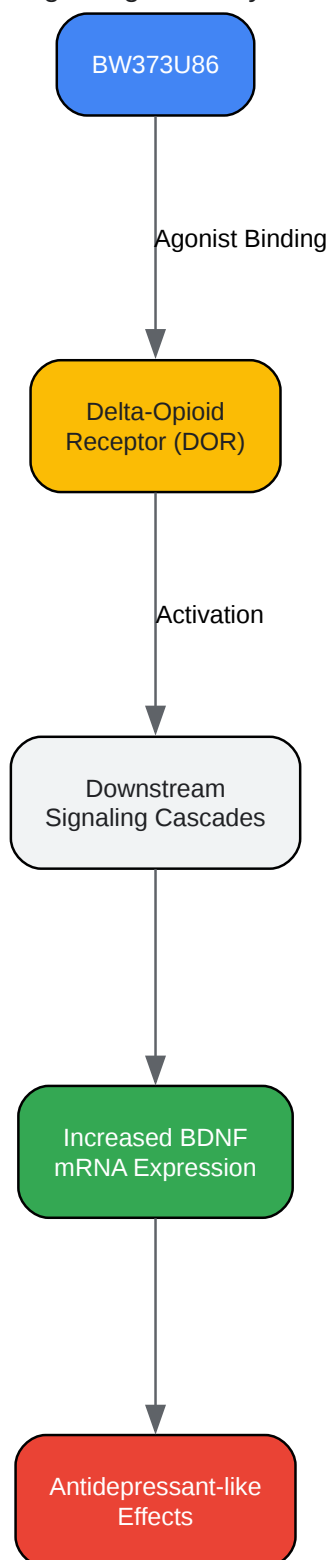 BW373U86
Agonist Binding
Delta-Opioid
Receptor (DOR)
Activation
Downstream
Signaling Cascades
Increased BDNF
mRNA Expression
Antidepressant-like
Effects